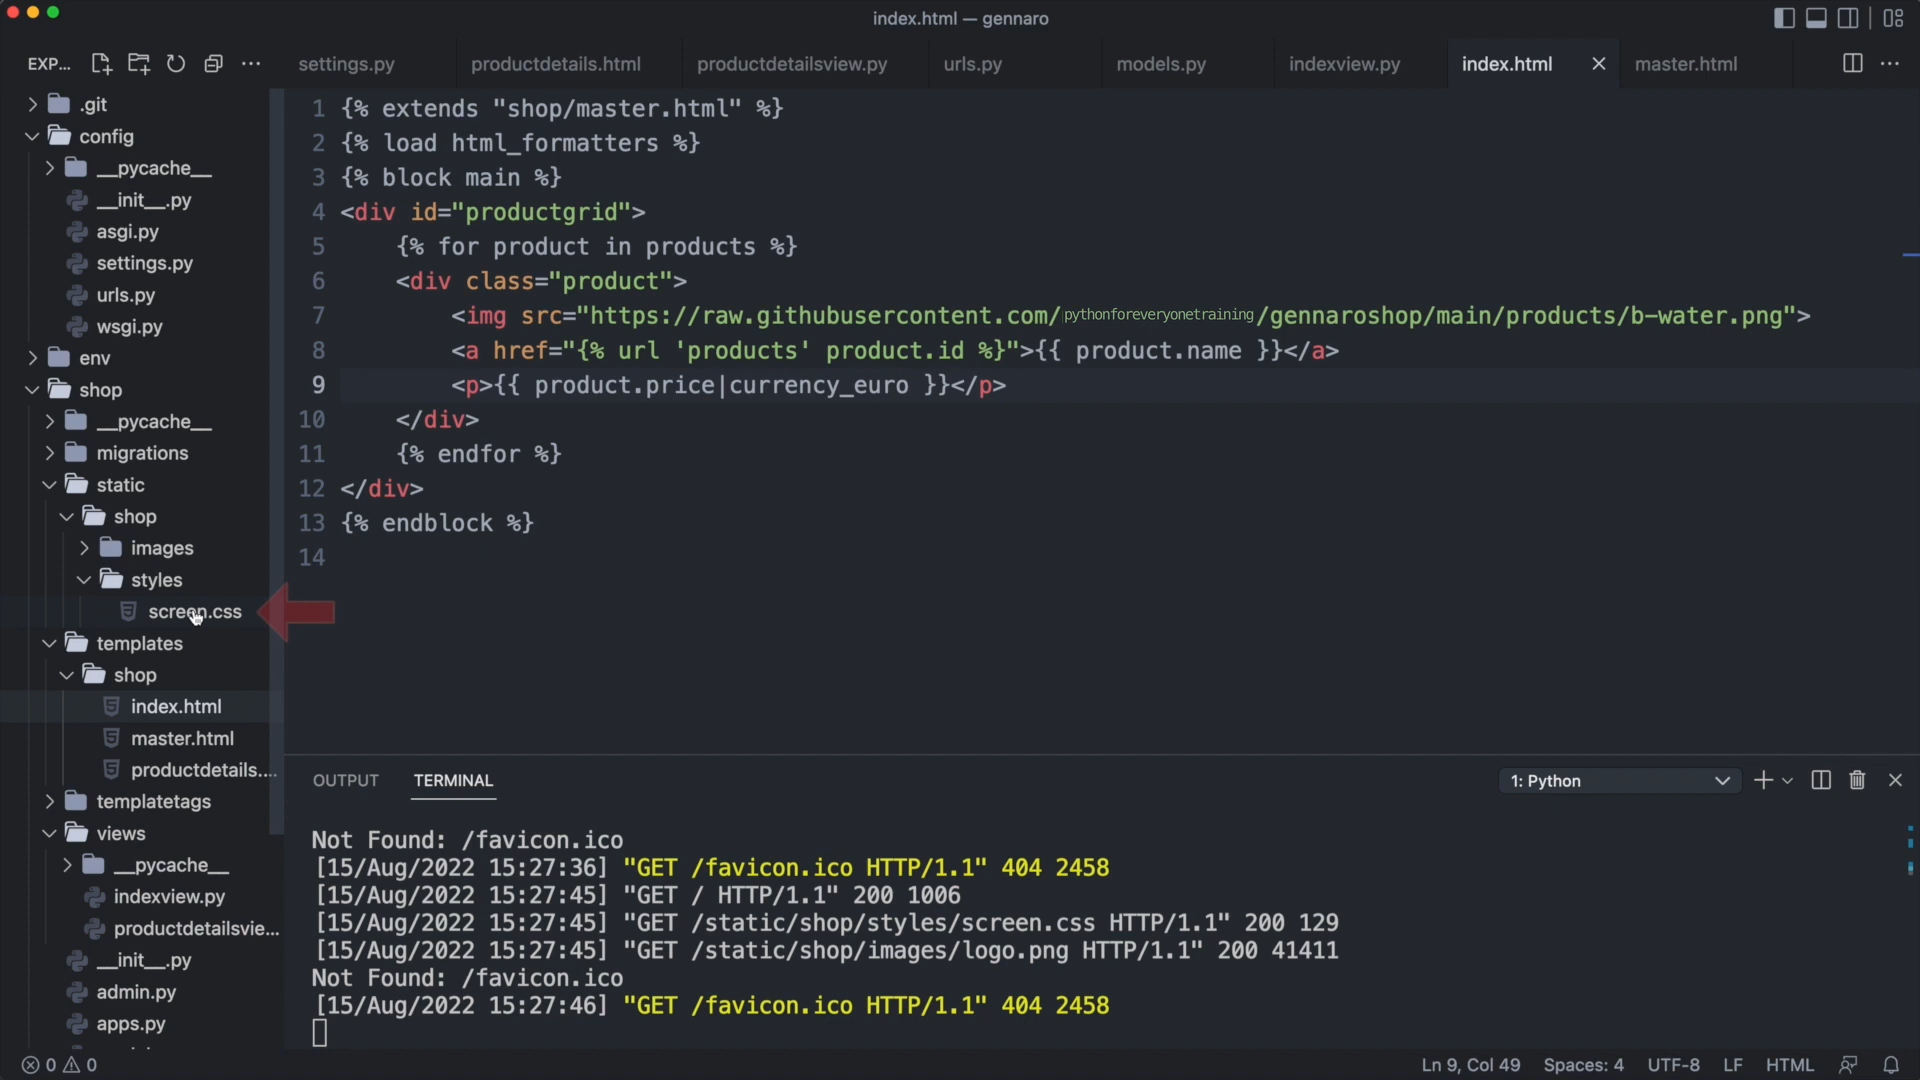 index.html — gennaro
EXP...
settings.py
productdetails.html
productdetailsview.py
urls.py
models.py
indexview.py
index.html
master.html
.git
config
__pycache__
__init__.py
asgi.py
settings.py
urls.py
wsgi.py
env
shop
__pycache__
migrations
static
shop
images
styles
screen.css
templates
shop
index.html
master.html
productdetails....
templatetags
views
__pycache__
indexview.py
productdetailsvie...
__init__.py
admin.py
apps.py
1 {% extends "shop/master.html" %}
2 {% load html_formatters %}
3 {% block main %}
4 <div id="productgrid">
5 {% for product in products %}
6 <div class="product">
7 <img src="https://raw.githubusercontent.com/pythonforeveryonetraining/gennaroshop/main/products/b-water.png">
8 <a href="{% url 'products' product.id %}">{{ product.name }}</a>
9 <p>{{ product.price|currency_euro }}</p>
10 </div>
11 {% endfor %}
12 </div>
13 {% endblock %}
14
OUTPUT
TERMINAL
1: Python
Not Found: /favicon.ico
[15/Aug/2022 15:27:36] "GET /favicon.ico HTTP/1.1" 404 2458
[15/Aug/2022 15:27:45] "GET / HTTP/1.1" 200 1006
[15/Aug/2022 15:27:45] "GET /static/shop/styles/screen.css HTTP/1.1" 200 129
[15/Aug/2022 15:27:45] "GET /static/shop/images/logo.png HTTP/1.1" 200 41411
Not Found: /favicon.ico
[15/Aug/2022 15:27:46] "GET /favicon.ico HTTP/1.1" 404 2458
0 0
Ln 9, Col 49
Spaces: 4
UTF-8
LF
HTML